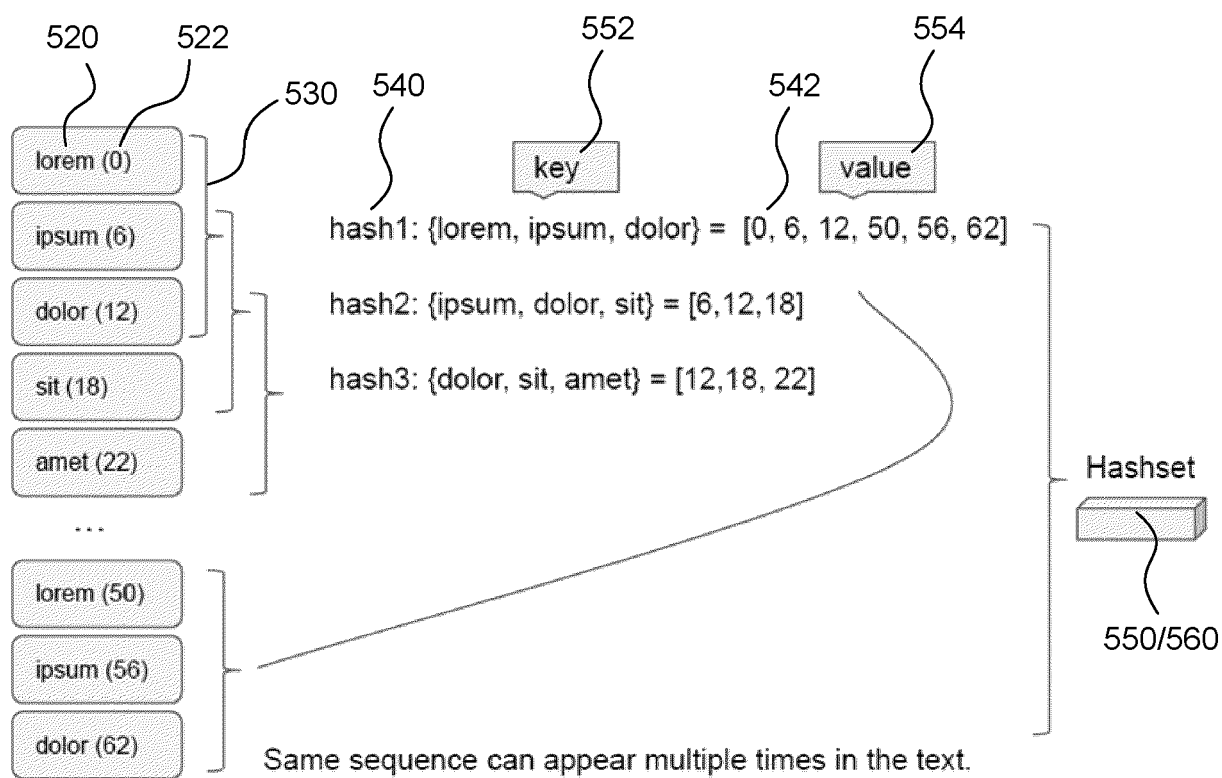 520
522
552
554
530
540
542
lorem (0)
key
value
ipsum (6)
hash1: {lorem, ipsum, dolor} = [0, 6, 12, 50, 56, 62]
dolor (12)
hash2: {ipsum, dolor, sit} = [6,12,18]
sit (18)
hash3: {dolor, sit, amet} = [12,18, 22]
amet (22)
Hashset
...
lorem (50)
550/560
ipsum (56)
dolor (62)
Same sequence can appear multiple times in the text.